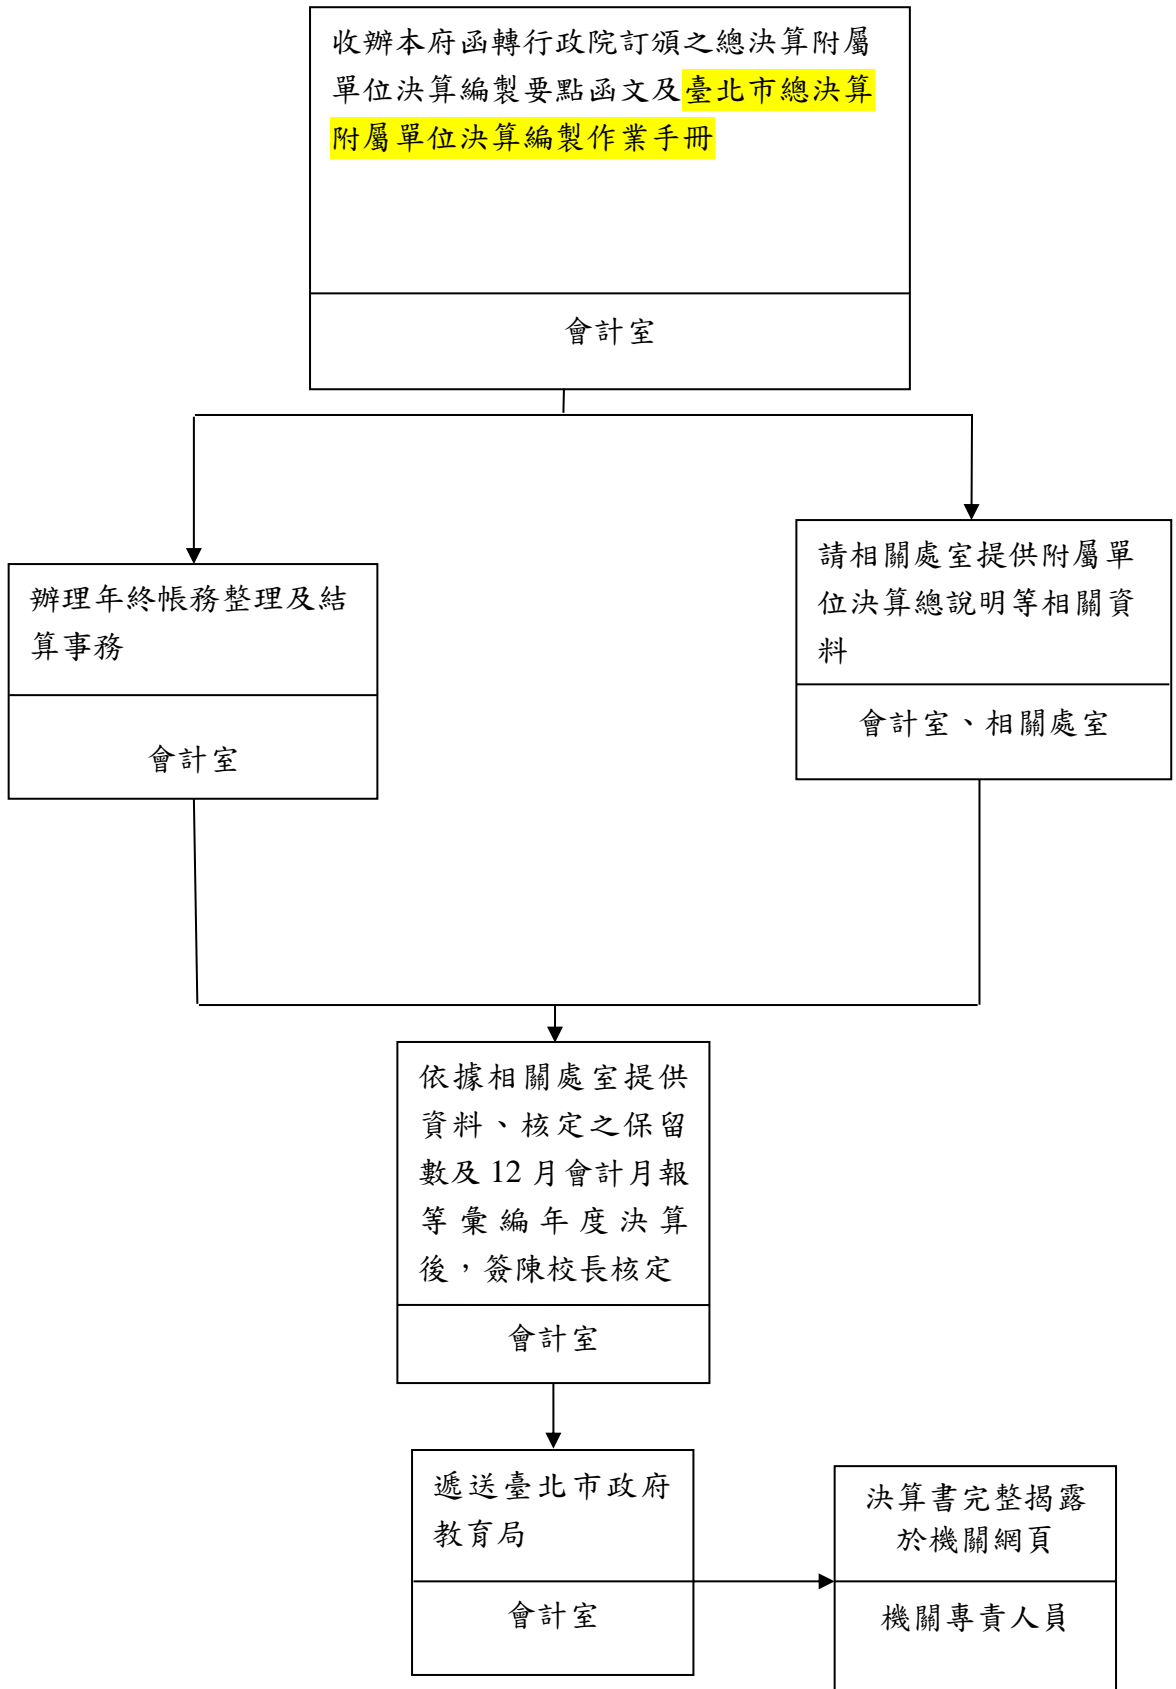 收辦本府函轉行政院訂頒之總決算附屬
單位決算編製要點函文及臺北市總決算
附屬單位決算編製作業手冊
會計室
辦理年終帳務整理及結
算事務
會計室
請相關處室提供附屬單
位決算總說明等相關資
料
會計室、相關處室
依據相關處室提供
資料、核定之保留
數及 12 月會計月報
等彙編年度決算
後，簽陳校長核定
會計室
遞送臺北市政府
教育局
會計室
決算書完整揭露
於機關網頁
機關專責人員